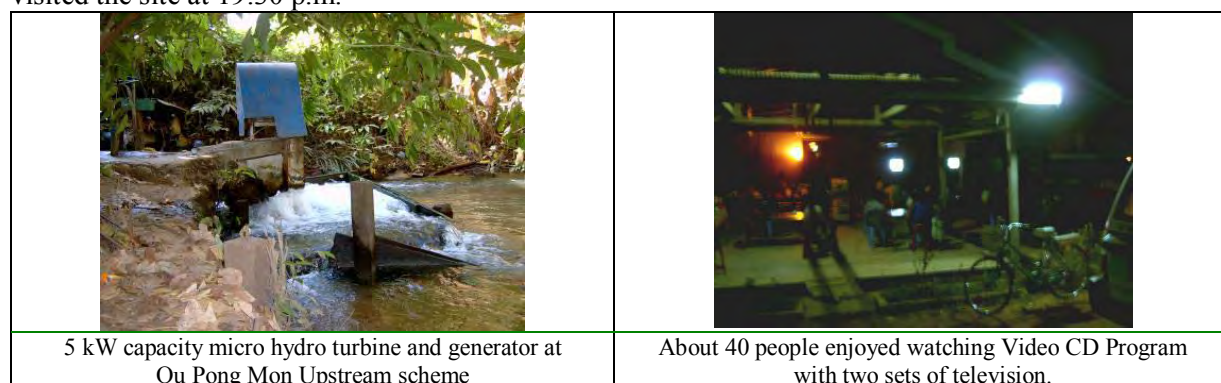 visited the site at 19:30 p.m.
5 kW capacity micro hydro turbine and generator at
Ou Pong Mon Upstream scheme
About 40 people enjoyed watching Video CD Program
with two sets of television.